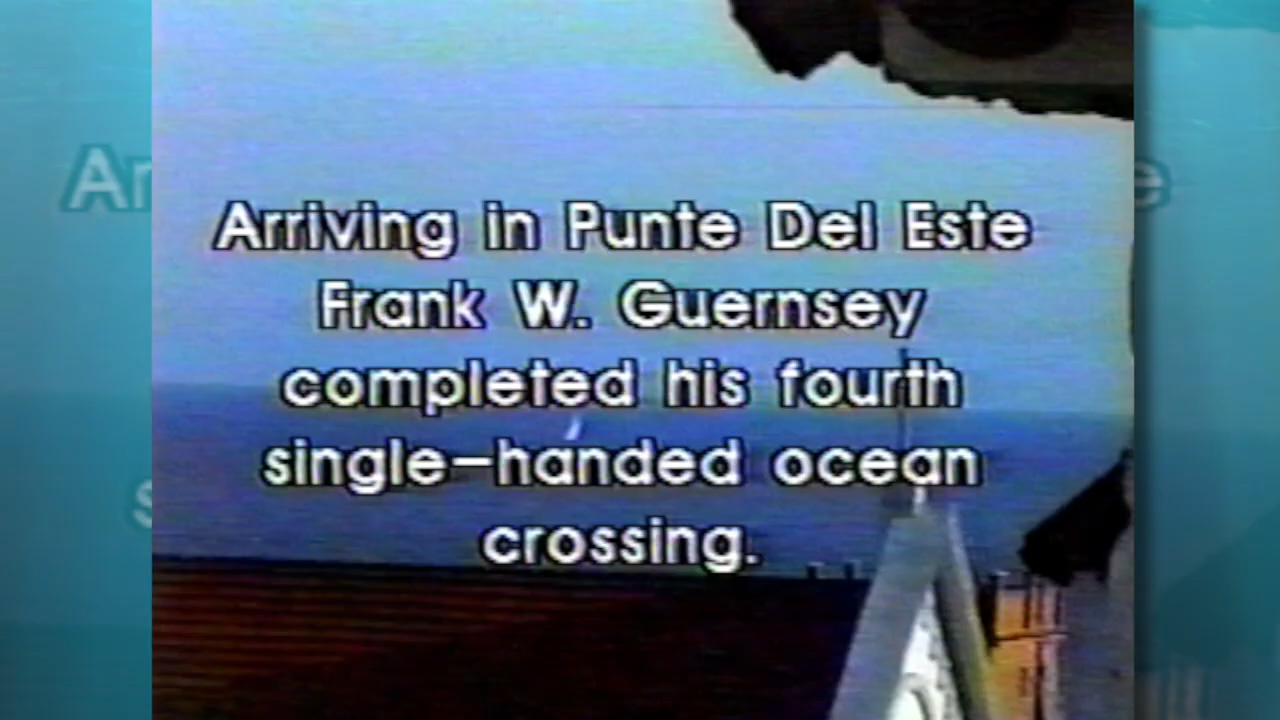 Arriving in Punte Del Este
Frank W. Guernsey
completed his fourth
single-handed ocean
crossing.